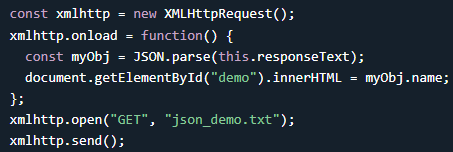 const xmlhttp = new XMLHttpRequest();
xmlhttp.onload = function() {
  const myObj = JSON.parse(this.responseText);
  document.getElementById("demo").innerHTML = myObj.name;
};
xmlhttp.open("GET", "json_demo.txt");
xmlhttp.send();